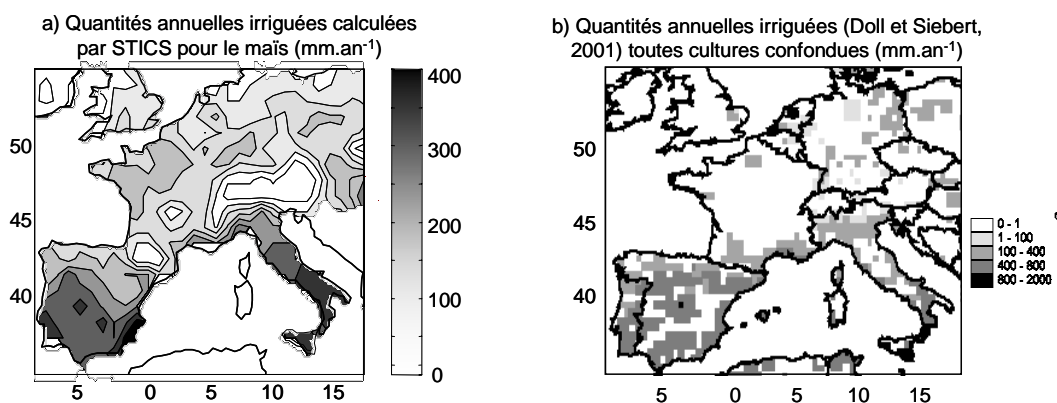 a) Quantités annuelles irriguées calculées
par STICS pour le maïs (mm.an-1)
400
300
200
100
0
50
45
40
5 0 5 10 15
b) Quantités annuelles irriguées (Doll et Siebert,
2001) toutes cultures confondues (mm.an-1)
50
45
40
5 0 5 10 15
0 - 1
1 - 100
100 - 400
400 - 800
800 - 2000